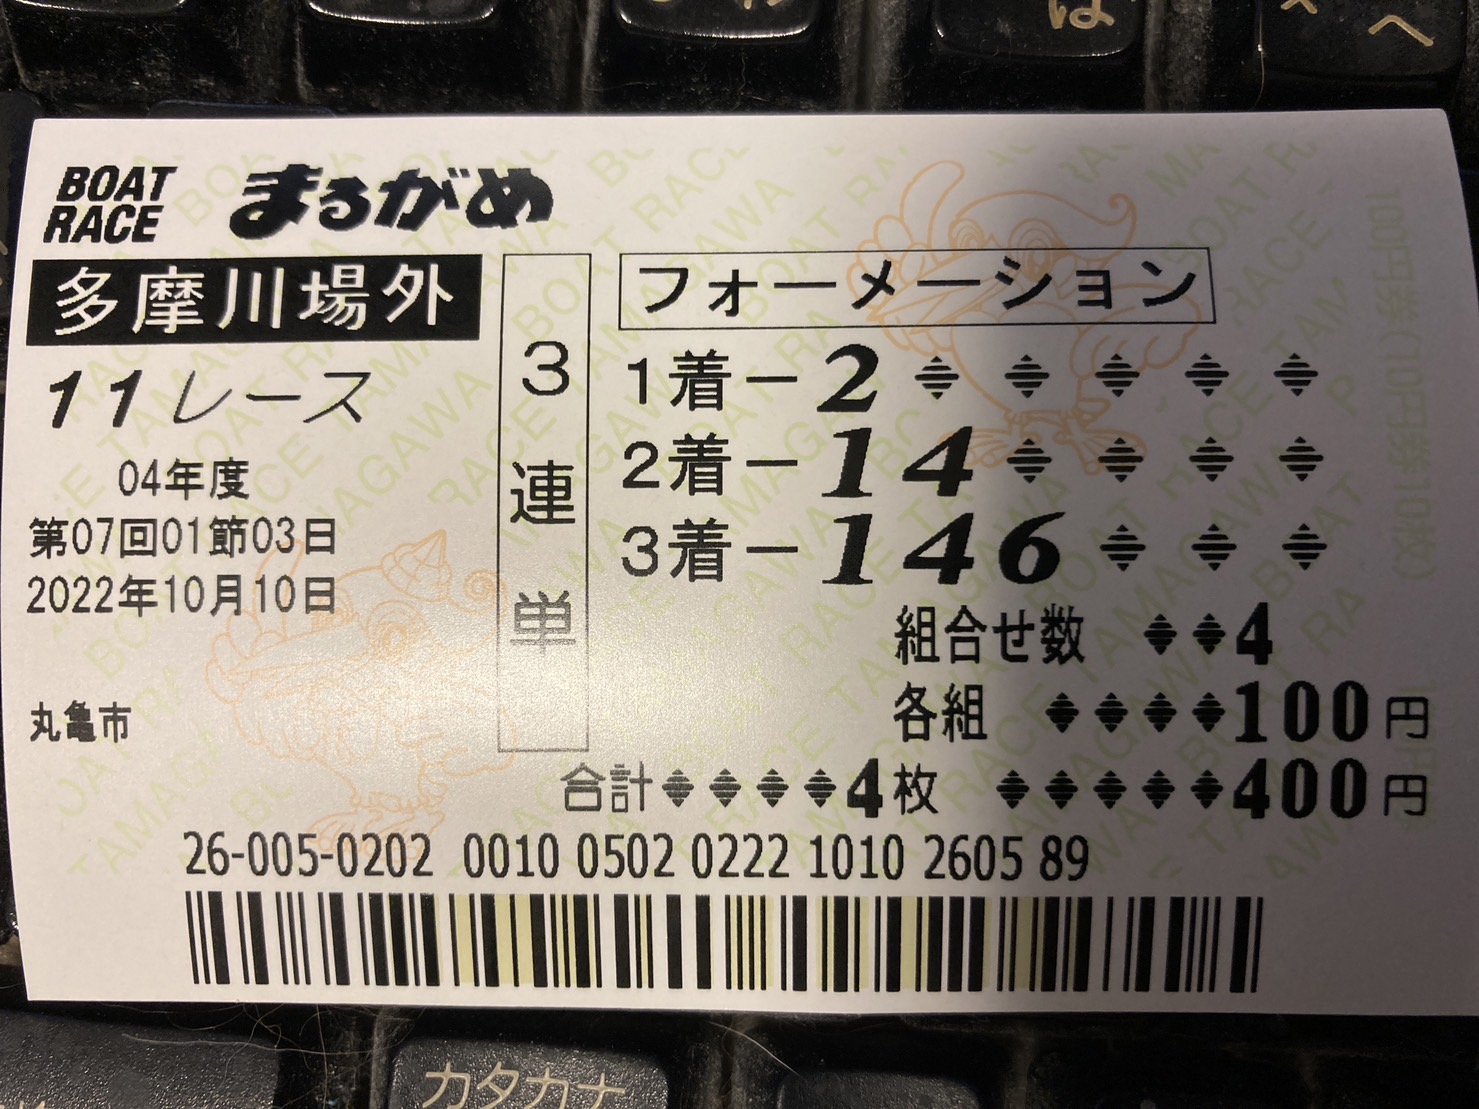 は
へ
BOAT RACE まるがめ
多摩川場外
11レース
04年度
第07回01節03日
2022年10月10日
丸亀市
3連単
フォーメーション
1着ー2
2着ー14
3着ー146
組合せ数 4
各組 100円
合計 4枚 400円
26-005-0202 0010 0502 0222 1010 2605 89
カタカナ